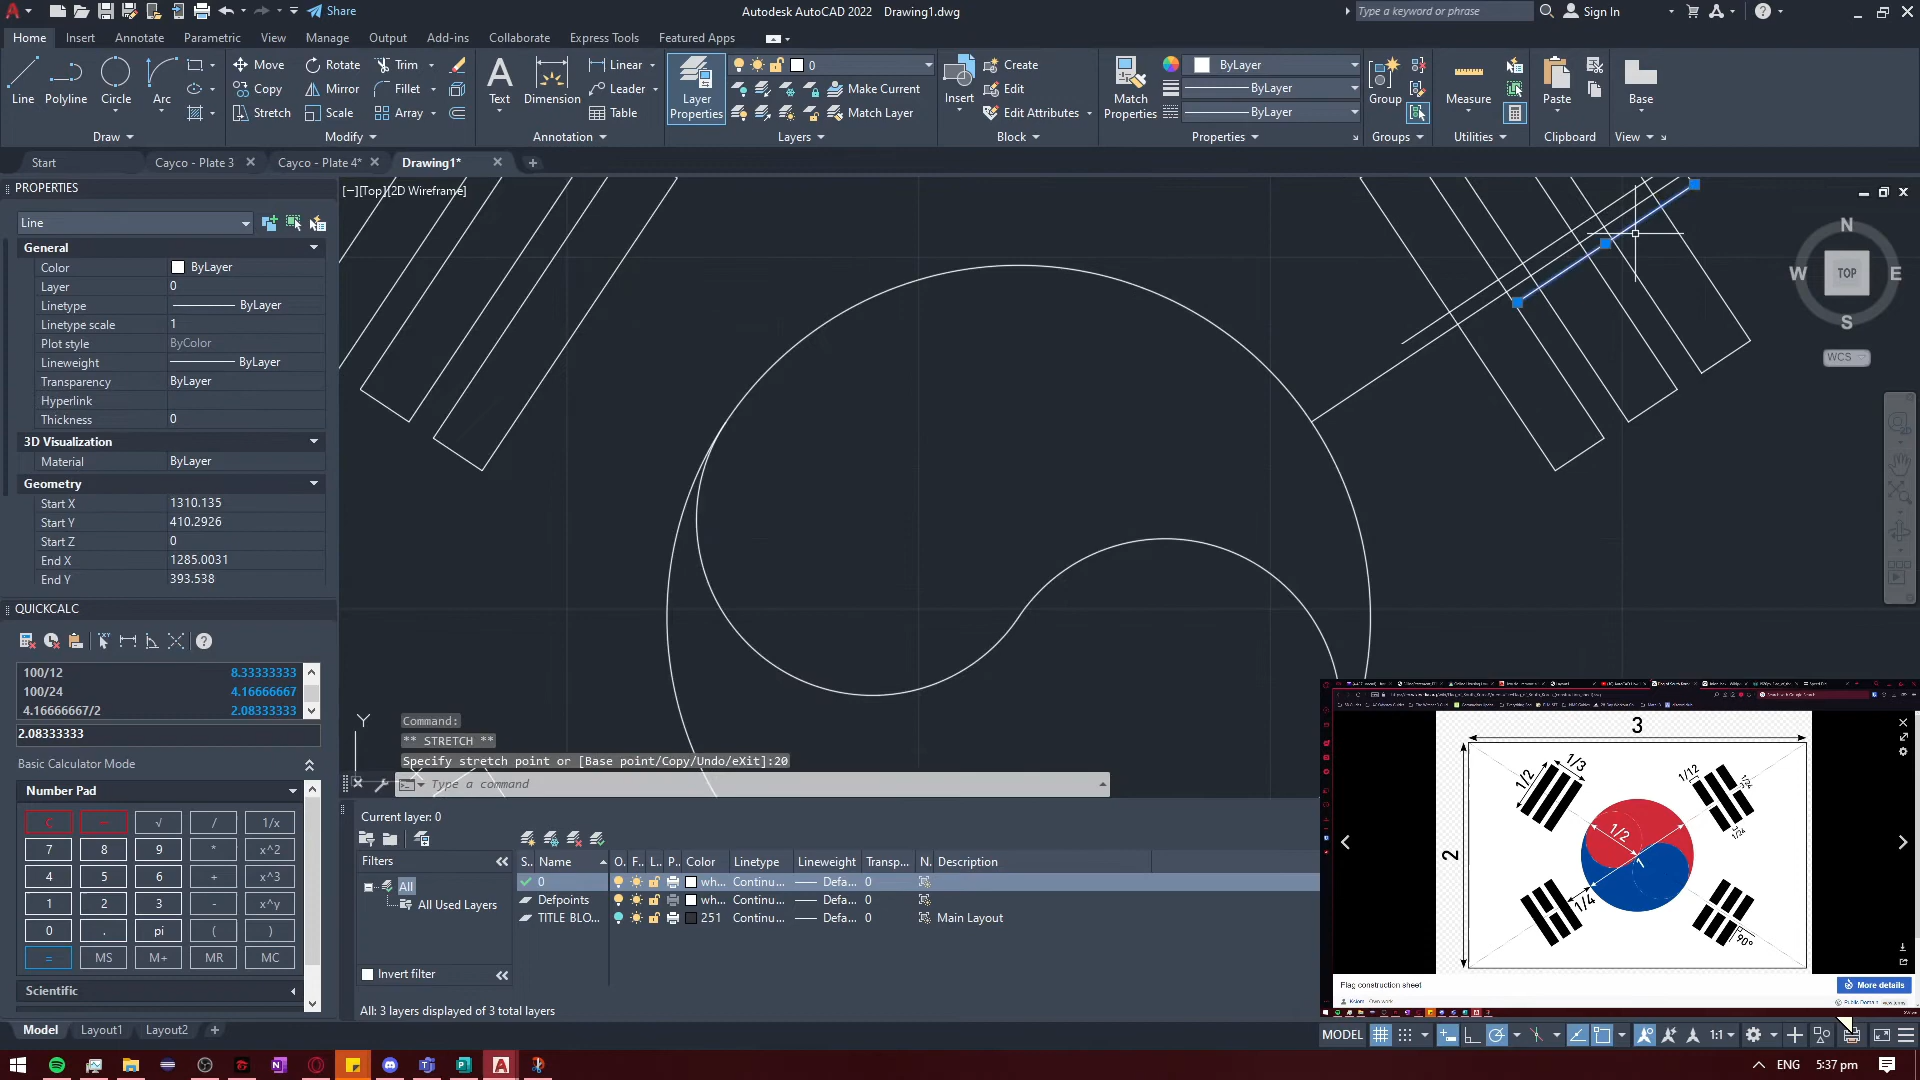 Share
Autodesk AutoCAD 2022 Drawing1.dwg
Type a keyword or phrase
Sign In
Home Insert Annotate Parametric View Manage Output Add-ins Collaborate Express Tools Featured Apps
Line Polyline Circle Arc
Move Rotate Trim
Copy Mirror Fillet
Stretch Scale Array
Text Dimension
Linear
Leader
Table
Layer Properties
0
Make Current
Match Layer
Insert
Create
Edit
Edit Attributes
Match Properties
ByLayer
ByLayer
ByLayer
Group
Measure
Paste
Base
Draw Modify Annotation Layers Block Properties Groups Utilities Clipboard View
Start Cayco - Plate 3 Cayco - Plate 4* Drawing1*
PROPERTIES
[−][Top][2D Wireframe]
Line
General
Color ByLayer
Layer 0
Linetype ByLayer
Linetype scale 1
Plot style ByColor
Lineweight ByLayer
Transparency ByLayer
Hyperlink
Thickness 0
3D Visualization
Material ByLayer
Geometry
Start X 1310.135
Start Y 410.2926
Start Z 0
End X 1285.0031
End Y 393.538
N
W TOP E
S
WCS
QUICKCALC
100/12 8.33333333
100/24 4.16666667
4.16666667/2 2.08333333
2.08333333
Basic Calculator Mode
Number Pad
C √ / 1/x
7 8 9 * x^2
4 5 6 + x^3
1 2 3 - x^y
0 . pi ( )
= MS M+ MR MC
Scientific
Y
X
Command:
** STRETCH **
Specify stretch point or [Base point/Copy/Undo/eXit]:20
Type a command
Current layer: 0
Filters
All
All Used Layers
Invert filter
S.. Name O. F.. L.. P.. Color Linetype Lineweight Transp... N. Description
0 wh... Continu... Defa... 0
Defpoints wh... Continu... Defa... 0
TITLE BLO... 251 Continu... Defa... 0 Main Layout
All: 3 layers displayed of 3 total layers
3
2
1/2
1/3
1/12
1/24
1/24
1/2
1
1/4
90°
Flag construction sheet
More details
Ksiom Own work
Public Domain view terms
Model Layout1 Layout2
MODEL
1:1
ENG 5:37 pm